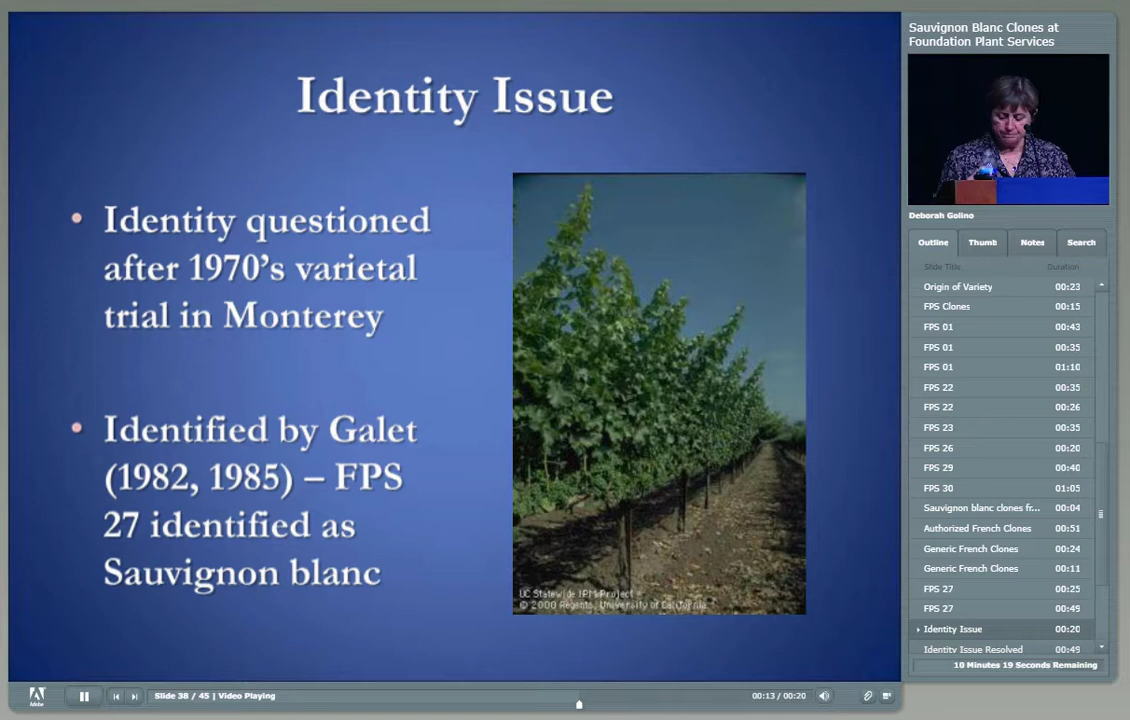 Identity Issue
• Identity questioned
after 1970's varietal
trial in Monterey
• Identified by Galet
(1982, 1985) – FPS
27 identified as
Sauvignon blanc
UC Statewide IPM Project
© 2000 Regents, University of California
Sauvignon Blanc Clones at
Foundation Plant Services
Deborah Golino
Outline Thumb Notes Search
Slide Title Duration
Origin of Variety 00:23
FPS Clones 00:15
FPS 01 00:43
FPS 01 00:35
FPS 01 01:10
FPS 22 00:35
FPS 22 00:26
FPS 23 00:35
FPS 26 00:20
FPS 29 00:40
FPS 30 01:05
Sauvignon blanc clones fr... 00:04
Authorized French Clones 00:51
Generic French Clones 00:24
Generic French Clones 00:11
FPS 27 00:25
FPS 27 00:49
Identity Issue 00:20
Identity Issue Resolved 00:49
10 Minutes 19 Seconds Remaining
Adobe
Slide 38 / 45 | Video Playing
00:13 / 00:20